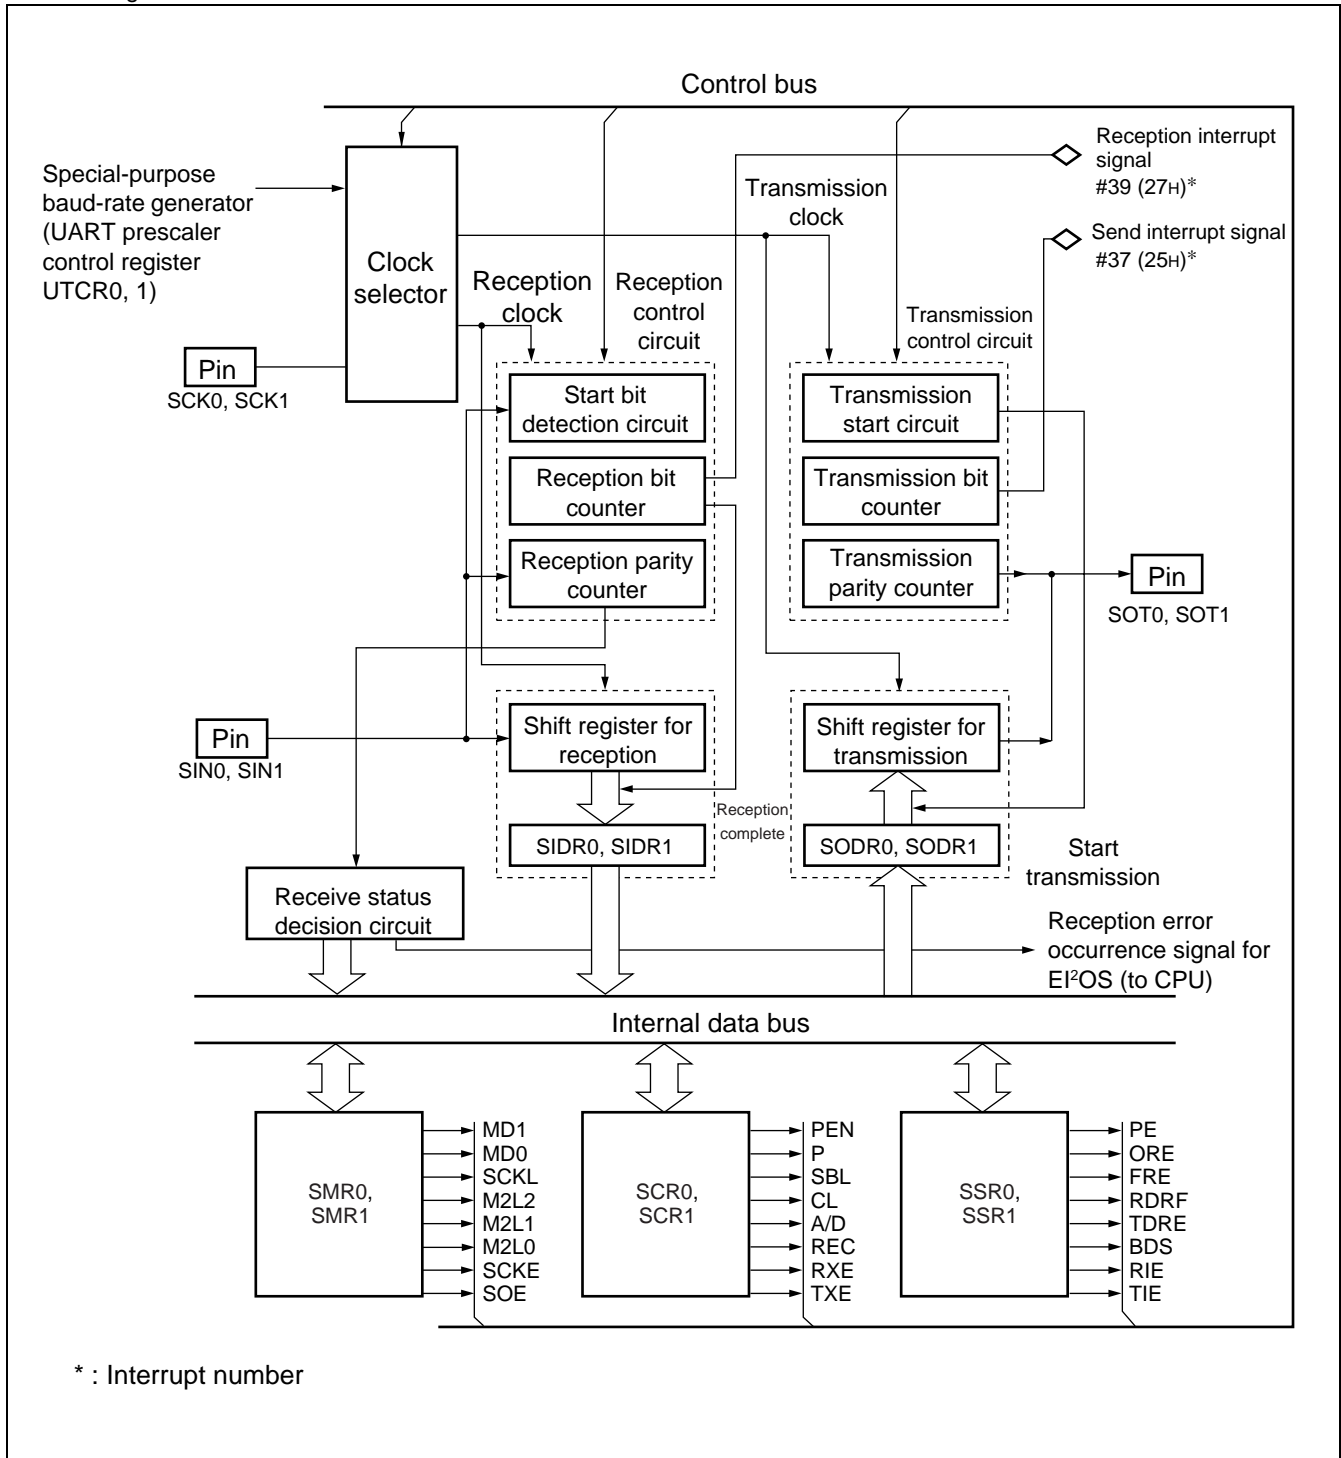 Control bus
Special-purpose
baud-rate generator
(UART prescaler
control register
UTCR0, 1)
Clock
selector
Pin
SCK0, SCK1
Reception
clock
Reception
control
circuit
Transmission
clock
Transmission
control circuit
Reception interrupt
signal
#39 (27H)*
Send interrupt signal
#37 (25H)*
Start bit
detection circuit
Reception bit
counter
Reception parity
counter
Transmission
start circuit
Transmission bit
counter
Transmission
parity counter
Pin
SOT0, SOT1
Pin
SIN0, SIN1
Shift register for
reception
SIDR0, SIDR1
Reception
complete
Shift register for
transmission
SODR0, SODR1
Start
transmission
Receive status
decision circuit
Reception error
occurrence signal for
EI²OS (to CPU)
Internal data bus
SMR0,
SMR1
MD1
MD0
SCKL
M2L2
M2L1
M2L0
SCKE
SOE
SCR0,
SCR1
PEN
P
SBL
CL
A/D
REC
RXE
TXE
SSR0,
SSR1
PE
ORE
FRE
RDRF
TDRE
BDS
RIE
TIE
* : Interrupt number